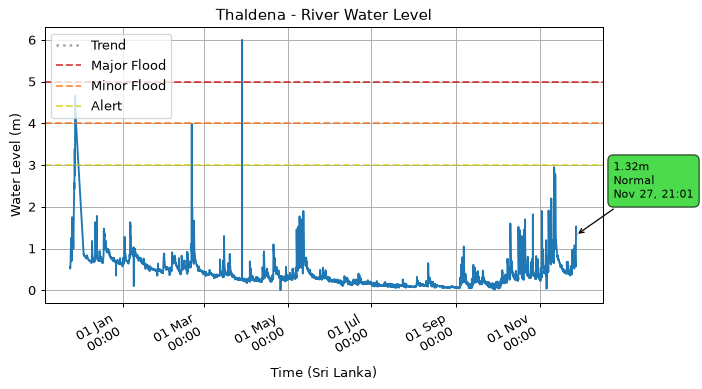 Thaldena - River Water Level
6
5
4
3
2
1
0
Water Level (m)
Trend
Major Flood
Minor Flood
Alert
1.32m
Normal
Nov 27, 21:01
01 Jan
00:00
01 Mar
00:00
01 May
00:00
01 Jul
00:00
01 Sep
00:00
01 Nov
00:00
Time (Sri Lanka)